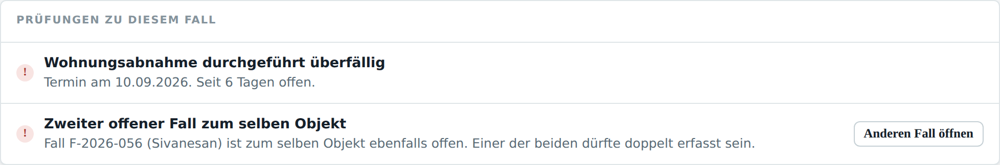 PRÜFUNGEN ZU DIESEM FALL
! Wohnungsabnahme durchgeführt überfällig
Termin am 10.09.2026. Seit 6 Tagen offen.
! Zweiter offener Fall zum selben Objekt
Fall F-2026-056 (Sivanesan) ist zum selben Objekt ebenfalls offen. Einer der beiden dürfte doppelt erfasst sein.
Anderen Fall öffnen